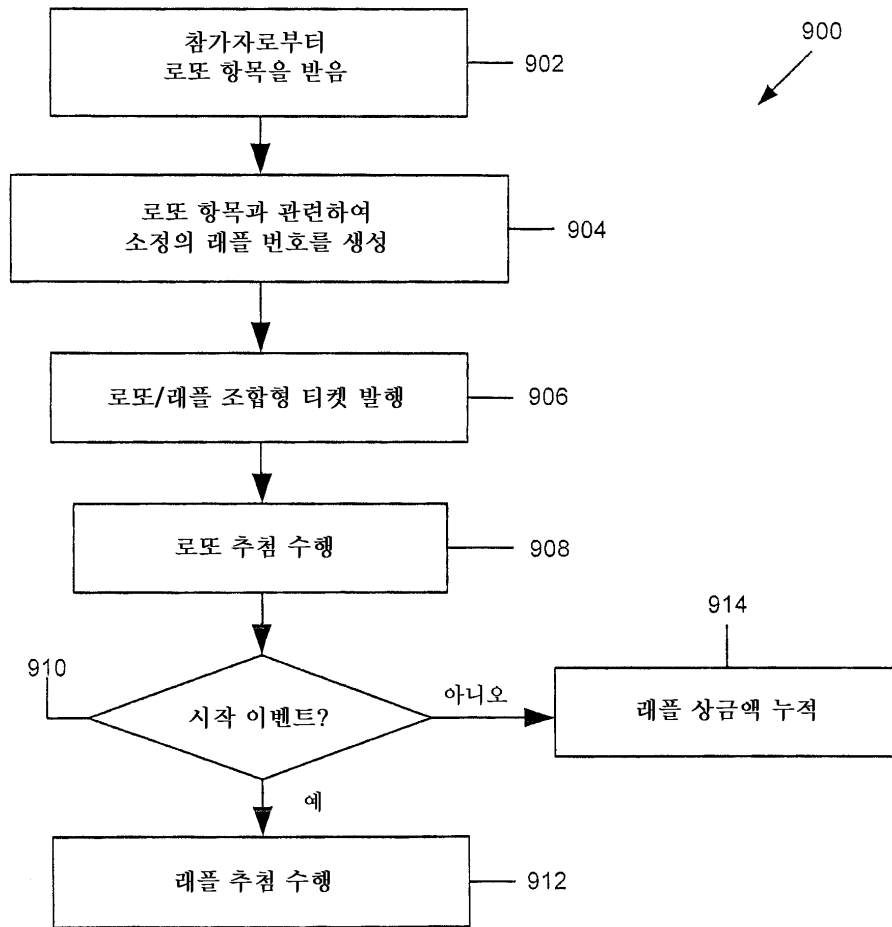 참가자로부터
로또 항목을 받음
902
900
로또 항목과 관련하여
소정의 래플 번호를 생성
904
로또/래플 조합형 티켓 발행
906
로또 추첨 수행
908
910
시작 이벤트?
아니오
914
래플 상금액 누적
예
래플 추첨 수행
912